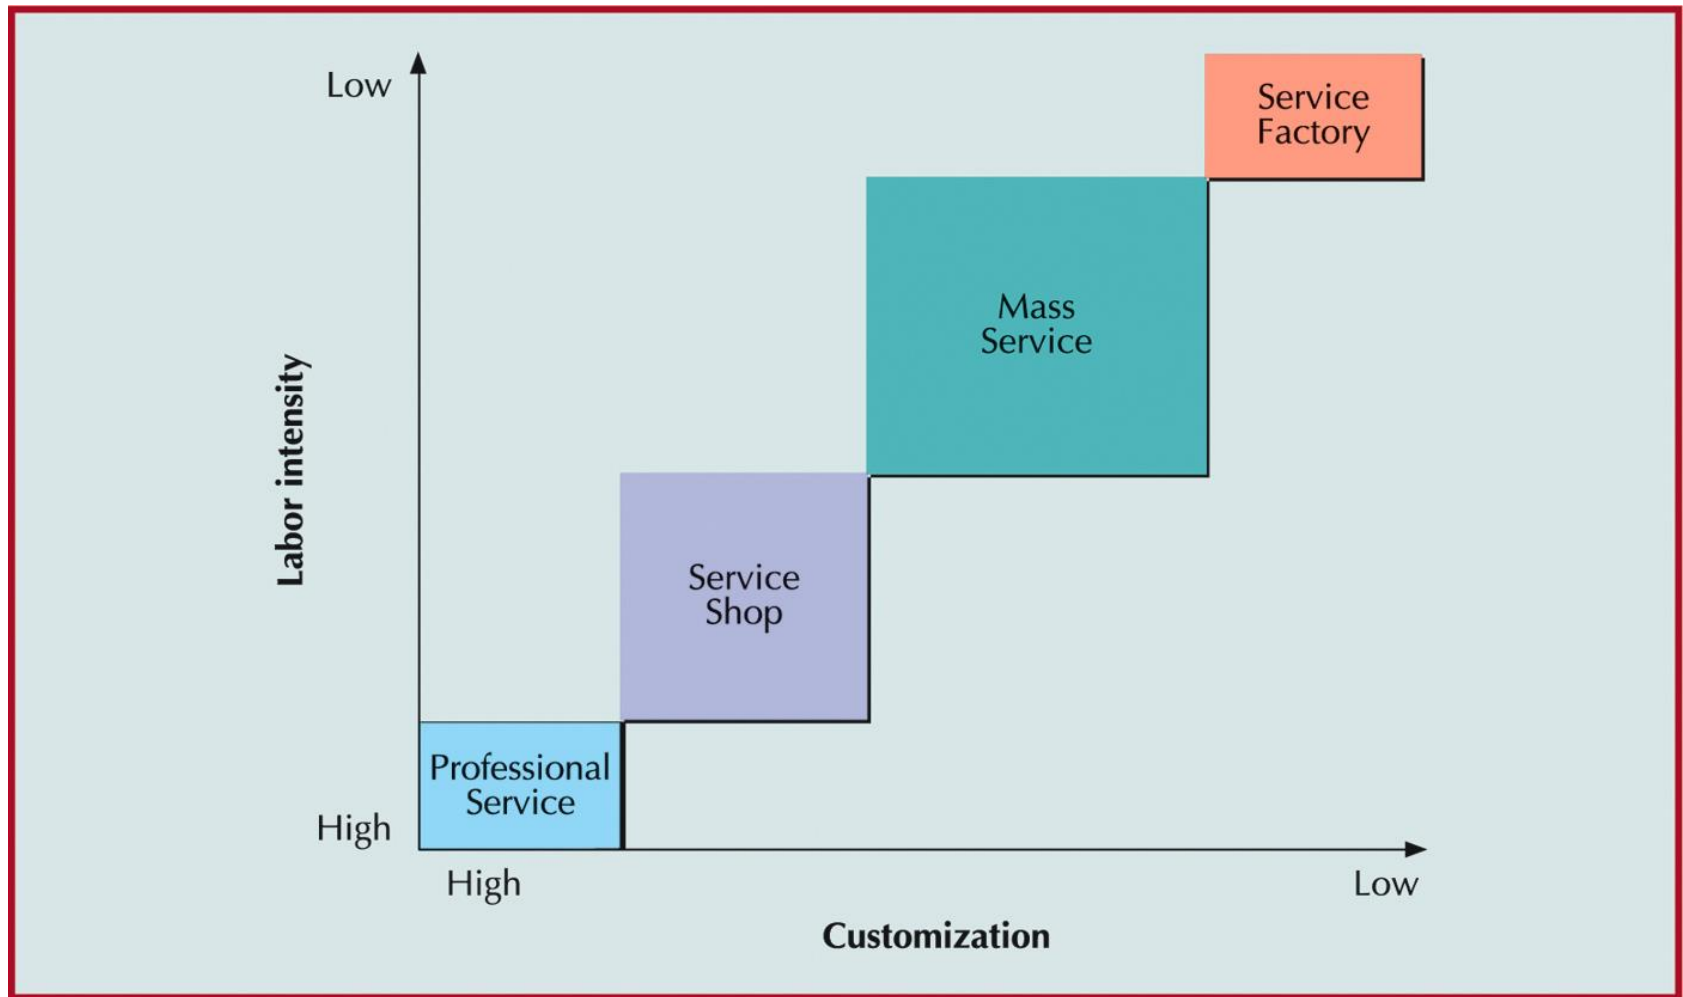 Low
Service
Factory
Mass
Service
Labor intensity
Service
Shop
Professional
Service
High
High
Low
Customization